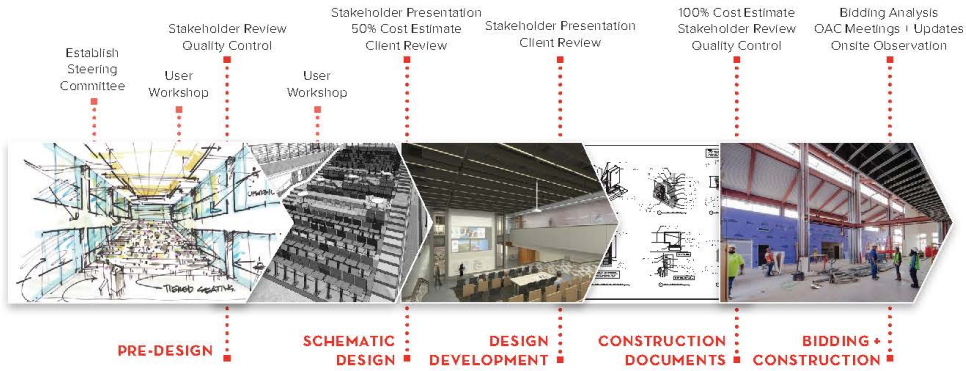 Establish
Steering
Committee
User
Workshop
Stakeholder Review
Quality Control
User
Workshop
Stakeholder Presentation
50% Cost Estimate
Client Review
Stakeholder Presentation
Client Review
100% Cost Estimate
Stakeholder Review
Quality Control
Bidding Analysis
OAC Meetings + Updates
Onsite Observation
TIERED SEATING
PRE-DESIGN
SCHEMATIC
DESIGN
DESIGN
DEVELOPMENT
CONSTRUCTION
DOCUMENTS
BIDDING +
CONSTRUCTION